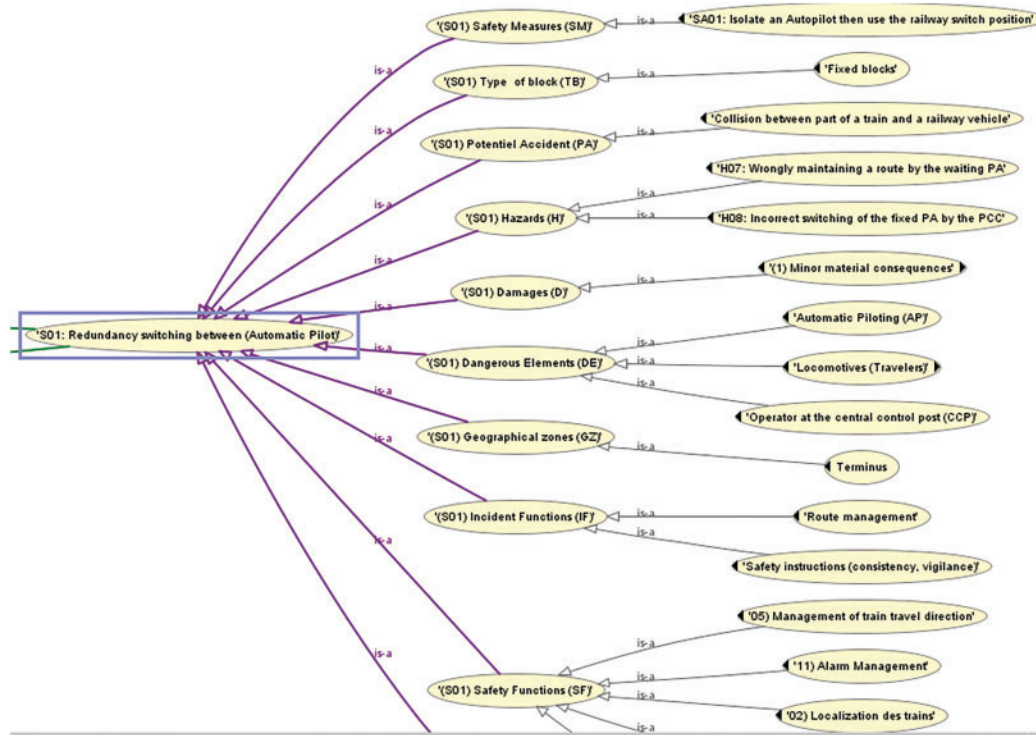 '(S01) Safety Measures (SM)'
is-a
'SA01: Isolate an Autopilot then use the railway switch position'
is-a
'(S01) Type of block (TB)'
is-a
'Fixed blocks'
is-a
'(S01) Potentiel Accident (PA)'
is-a
'Collision between part of a train and a railway vehicle'
is-a
'H07: Wrongly maintaining a route by the waiting PA'
is-a
'(S01) Hazards (H)'
is-a
'H08: Incorrect switching of the fixed PA by the PCC'
is-a
'(S01) Damages (D)'
is-a
'(1) Minor material consequences'
is-a
'S01: Redundancy switching between (Automatic Pilot)'
'Automatic Piloting (AP)'
is-a
is-a
'(S01) Dangerous Elements (DE)'
is-a
'Locomotives (Travelers)'
is-a
'Operator at the central control post (CCP)'
is-a
'(S01) Geographical zones (GZ)'
is-a
Terminus
is-a
'(S01) Incident Functions (IF)'
is-a
'Route management'
is-a
'Safety instructions (consistency, vigilance)'
is-a
'05) Management of train travel direction'
is-a
is-a
'11) Alarm Management'
is-a
'(S01) Safety Functions (SF)'
is-a
'02) Localization des trains'
is-a